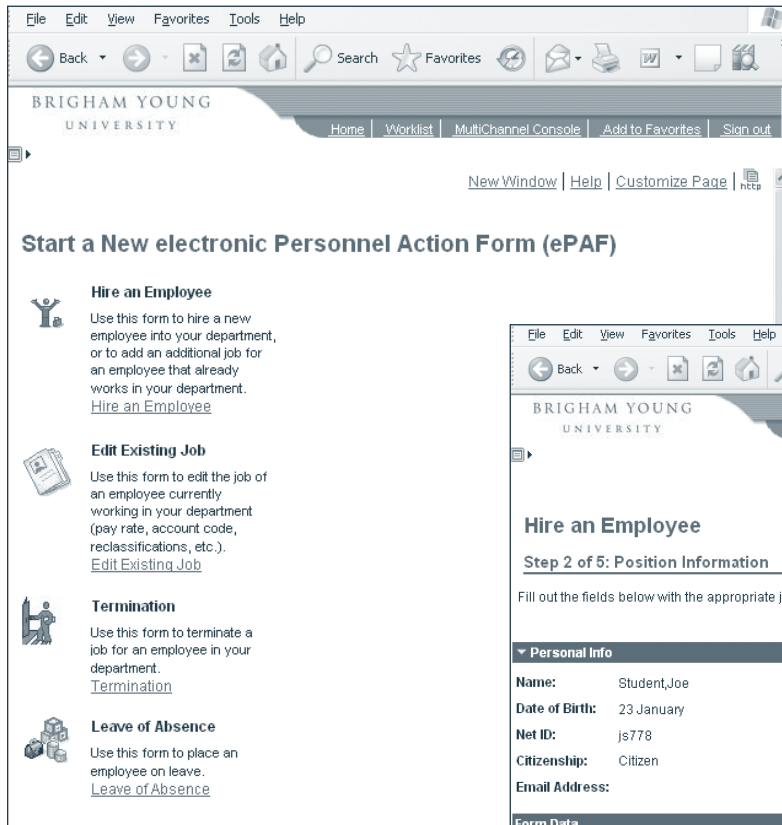 File Edit View Favorites Tools Help
Back Search Favorites
BRIGHAM YOUNG
UNIVERSITY
Home Worklist MultiChannel Console Add to Favorites Sign out
New Window Help Customize Page http
Start a New electronic Personnel Action Form (ePAF)
Hire an Employee
Use this form to hire a new
employee into your department,
or to add an additional job for
an employee that already
works in your department.
Hire an Employee
Edit Existing Job
Use this form to edit the job of
an employee currently
working in your department
(pay rate, account code,
reclassifications, etc.).
Edit Existing Job
Termination
Use this form to terminate a
job for an employee in your
department.
Termination
Leave of Absence
Use this form to place an
employee on leave.
Leave of Absence
File Edit View Favorites Tools Help
Back
BRIGHAM YOUNG
UNIVERSITY
Hire an Employee
Step 2 of 5: Position Information
Fill out the fields below with the appropriate j
Personal Info
Name: Student,Joe
Date of Birth: 23 January
Net ID: js778
Citizenship: Citizen
Email Address:
Form Data